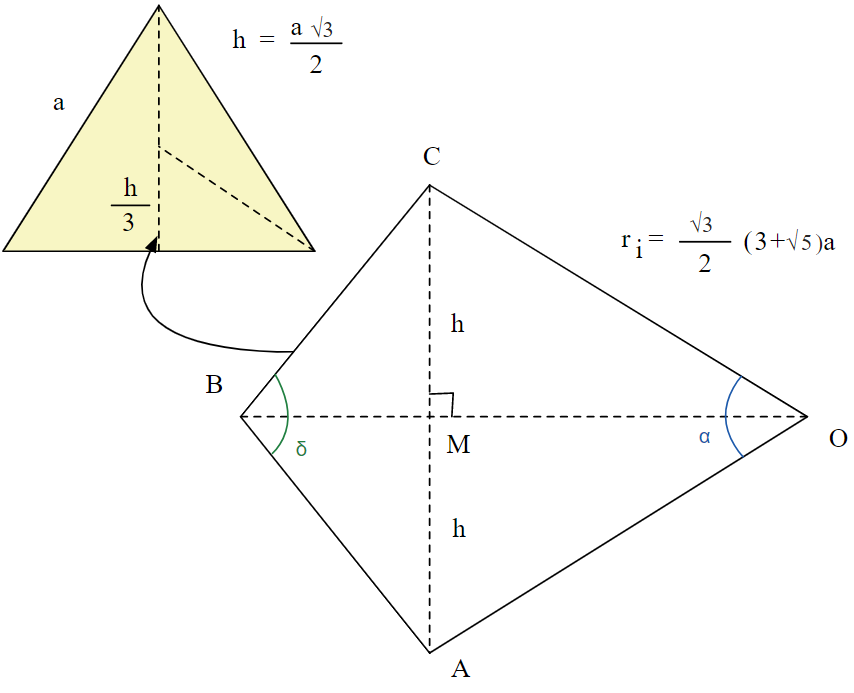 h = a √3 / 2
a
h / 3
C
r i = √3 / 2 (3+√5)a
h
B
δ
M
α
O
h
A